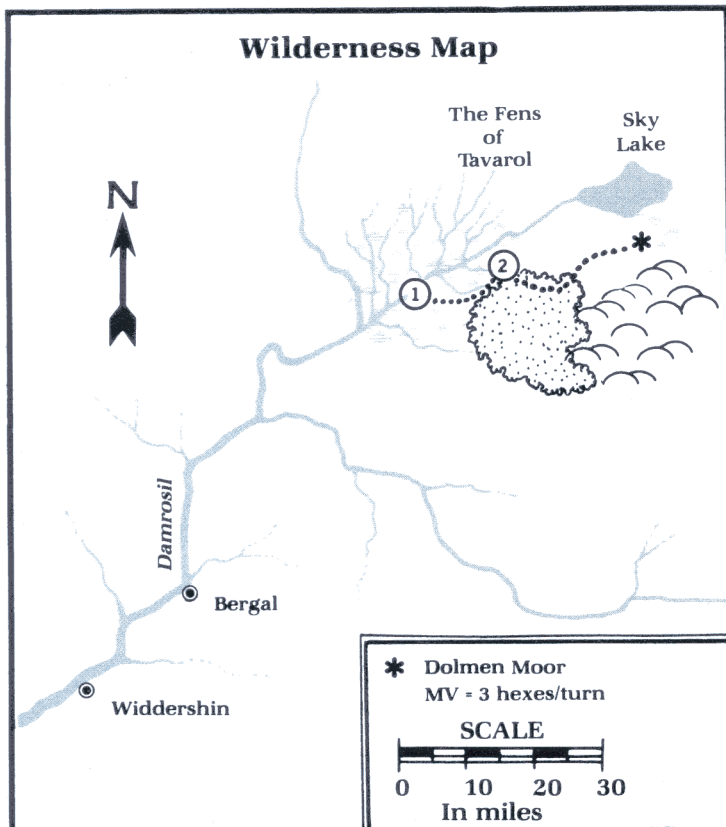 Wilderness Map
The Fens
of
Tavarol
Sky
Lake
N
1
2
Damrosil
Bergal
Widdershin
Dolmen Moor
MV = 3 hexes/turn
SCALE
0 10 20 30
In miles